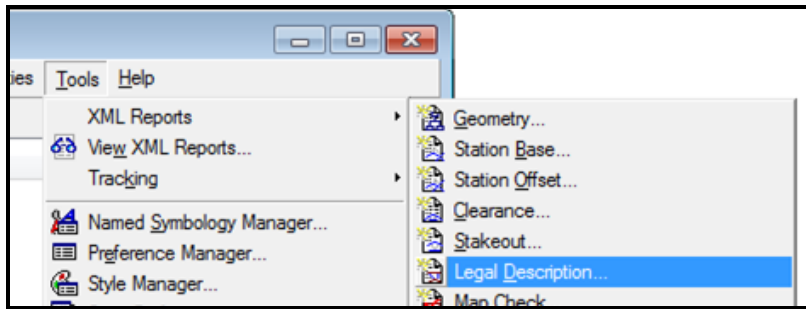 ies Tools Help
XML Reports
View XML Reports...
Tracking
Named Symbology Manager...
Preference Manager...
Style Manager...
Geometry...
Station Base...
Station Offset...
Clearance...
Stakeout...
Legal Description...
Map Check